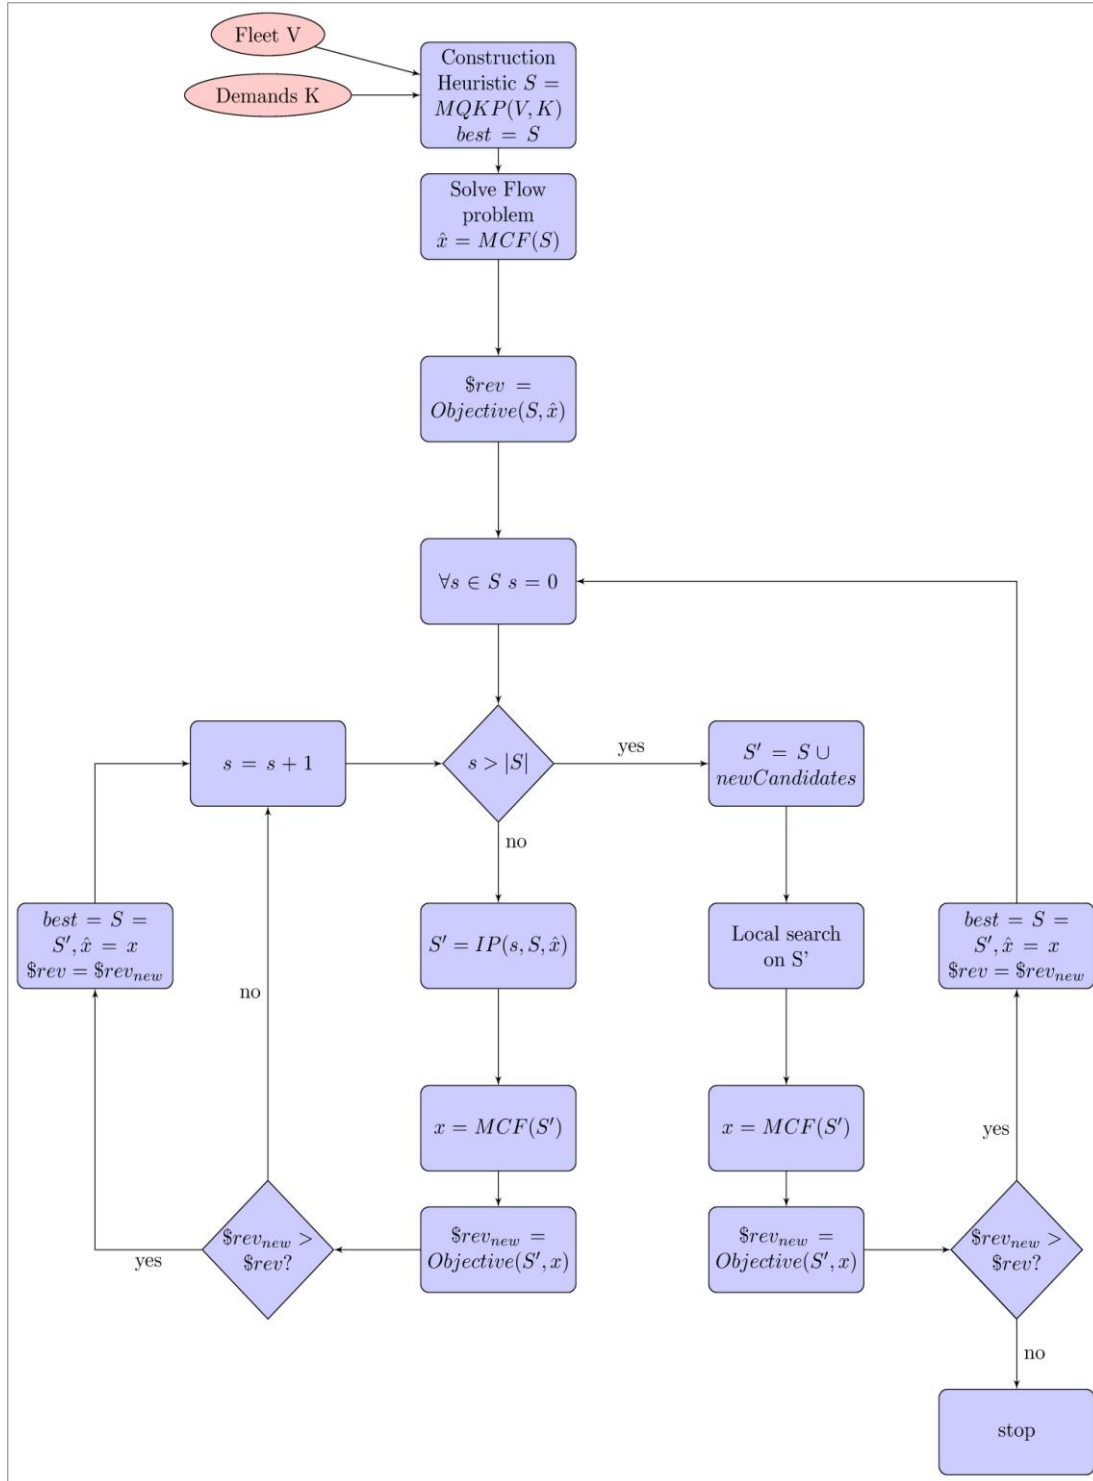 Fleet V
Demands K
Construction
Heuristic S =
MQKP(V, K)
best = S
Solve Flow
problem
x̂ = MCF(S)
$rev =
Objective(S, x̂)
∀s ∈ S s = 0
s = s + 1
s > |S|
yes
S′ = S ∪
newCandidates
no
best = S =
S′, x̂ = x
$rev = $rev_new
S′ = IP(s, S, x̂)
Local search
on S'
best = S =
S′, x̂ = x
$rev = $rev_new
no
x = MCF(S′)
x = MCF(S′)
yes
$rev_new >
$rev?
yes
$rev_new =
Objective(S′, x)
$rev_new =
Objective(S′, x)
$rev_new >
$rev?
no
stop